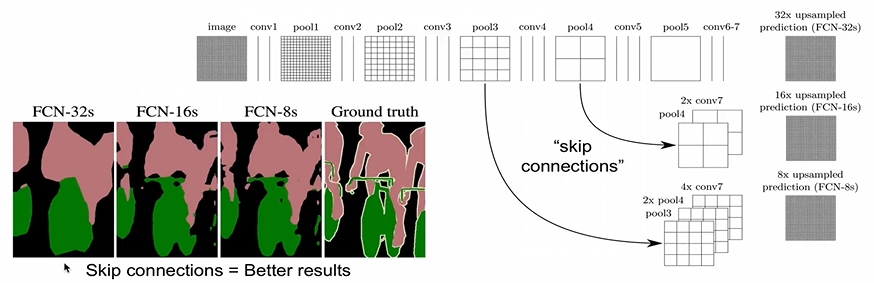 image conv1 pool1 conv2 pool2 conv3 pool3 conv4 pool4 conv5 pool5 conv6-7
32x upsampled
prediction (FCN-32s)
16x upsampled
prediction (FCN-16s)
8x upsampled
prediction (FCN-8s)
2x conv7
pool4
4x conv7
2x pool4
pool3
"skip
connections"
FCN-32s FCN-16s FCN-8s Ground truth
Skip connections = Better results